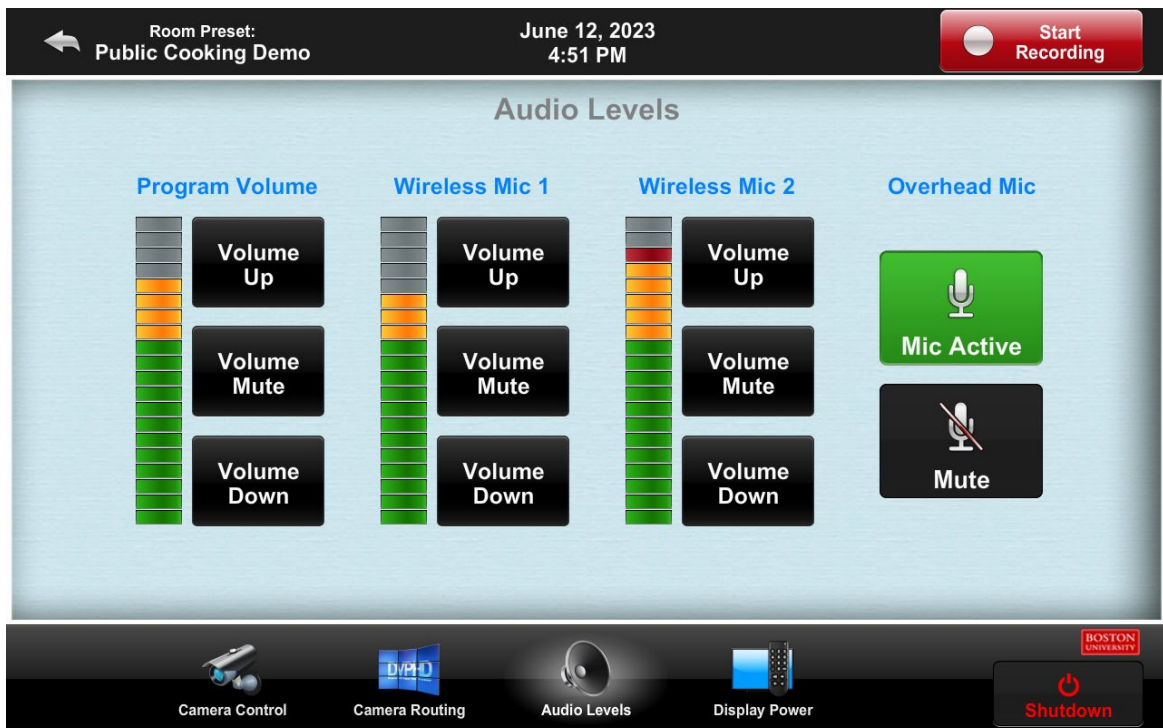 Room Preset:
Public Cooking Demo
June 12, 2023
4:51 PM
Start
Recording
Audio Levels
Program Volume
Wireless Mic 1
Wireless Mic 2
Overhead Mic
Volume
Up
Volume
Mute
Volume
Down
Volume
Up
Volume
Mute
Volume
Down
Volume
Up
Volume
Mute
Volume
Down
Mic Active
Mute
Camera Control
DVPHD
Camera Routing
Audio Levels
Display Power
BOSTON
UNIVERSITY
Shutdown